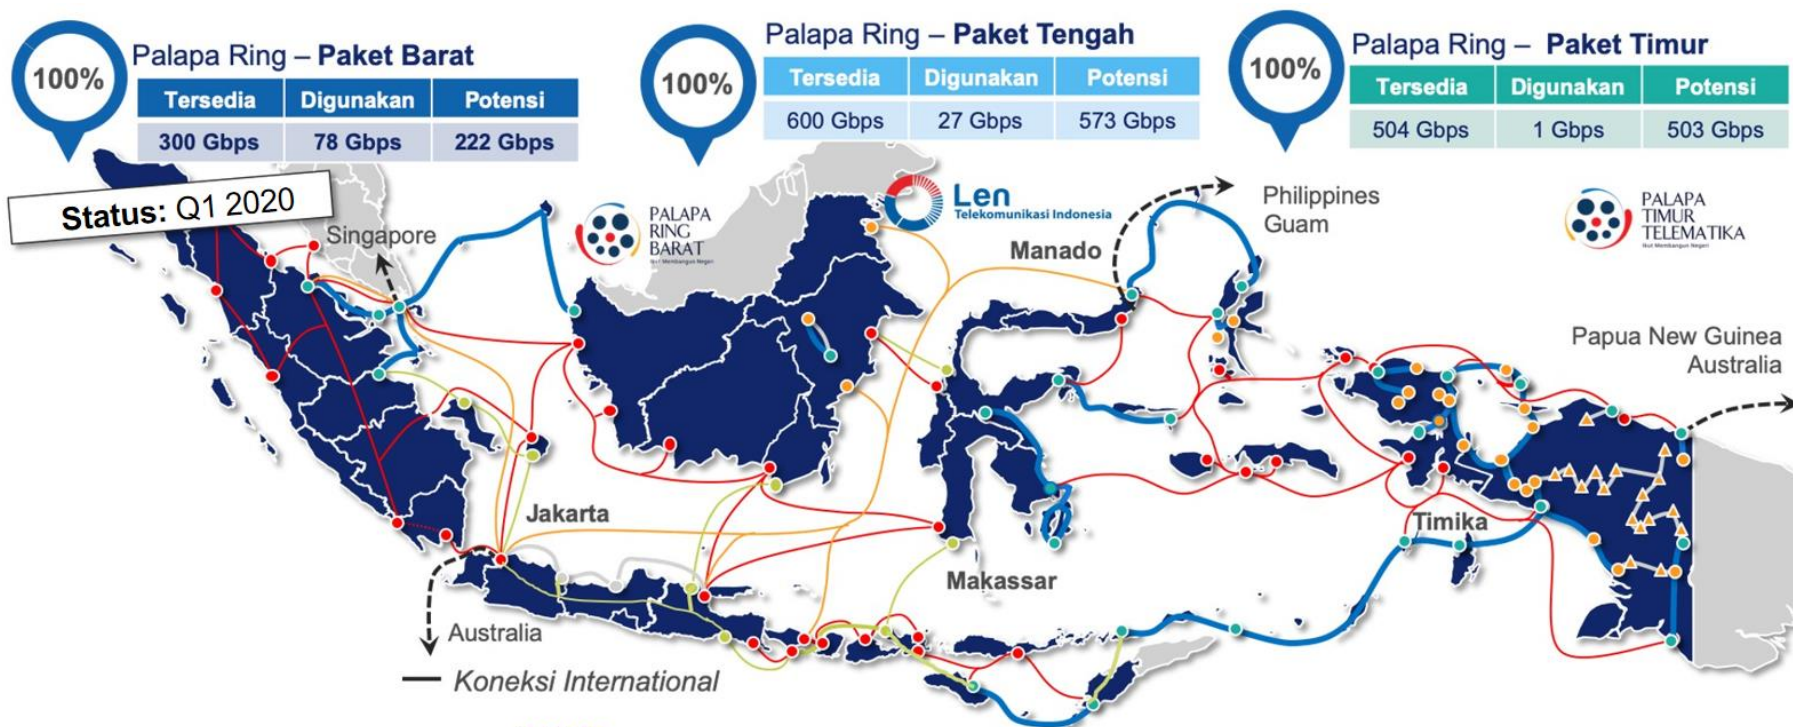 100%
Palapa Ring – Paket Barat
Tersedia Digunakan Potensi
300 Gbps 78 Gbps 222 Gbps
100%
Palapa Ring – Paket Tengah
Tersedia Digunakan Potensi
600 Gbps 27 Gbps 573 Gbps
100%
Palapa Ring – Paket Timur
Tersedia Digunakan Potensi
504 Gbps 1 Gbps 503 Gbps
Status: Q1 2020
Singapore
PALAPA
RING
BARAT
Len
Telekomunikasi Indonesia
Manado
Philippines
Guam
PALAPA
TIMUR
TELEMATIKA
Papua New Guinea
Australia
Jakarta
Timika
Makassar
Australia
Koneksi International